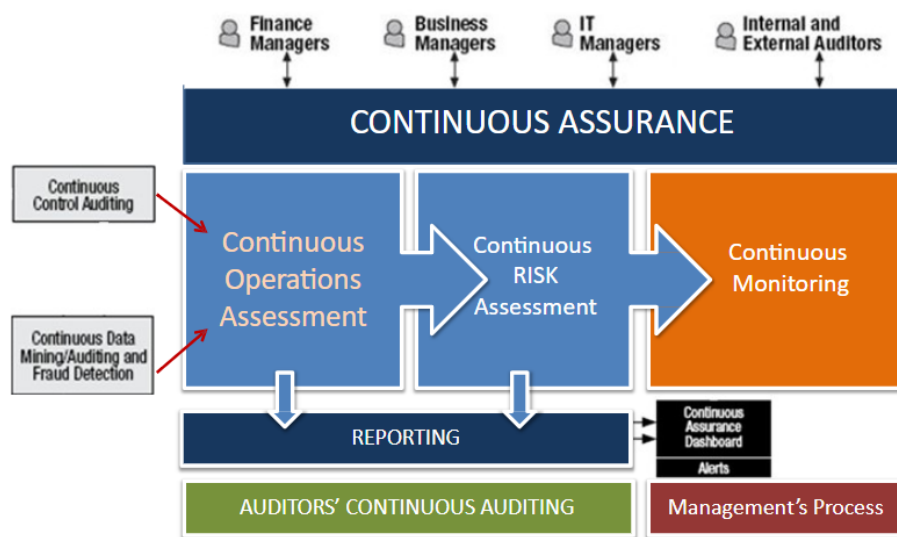 Finance
Managers
Business
Managers
IT
Managers
Internal and
External Auditors
CONTINUOUS ASSURANCE
Continuous
Control Auditing
Continuous
Operations
Assessment
Continuous
RISK
Assessment
Continuous
Monitoring
Continuous Data
Mining/Auditing and
Fraud Detection
REPORTING
Continuous
Assurance
Dashboard
Alerts
AUDITORS' CONTINUOUS AUDITING
Management's Process